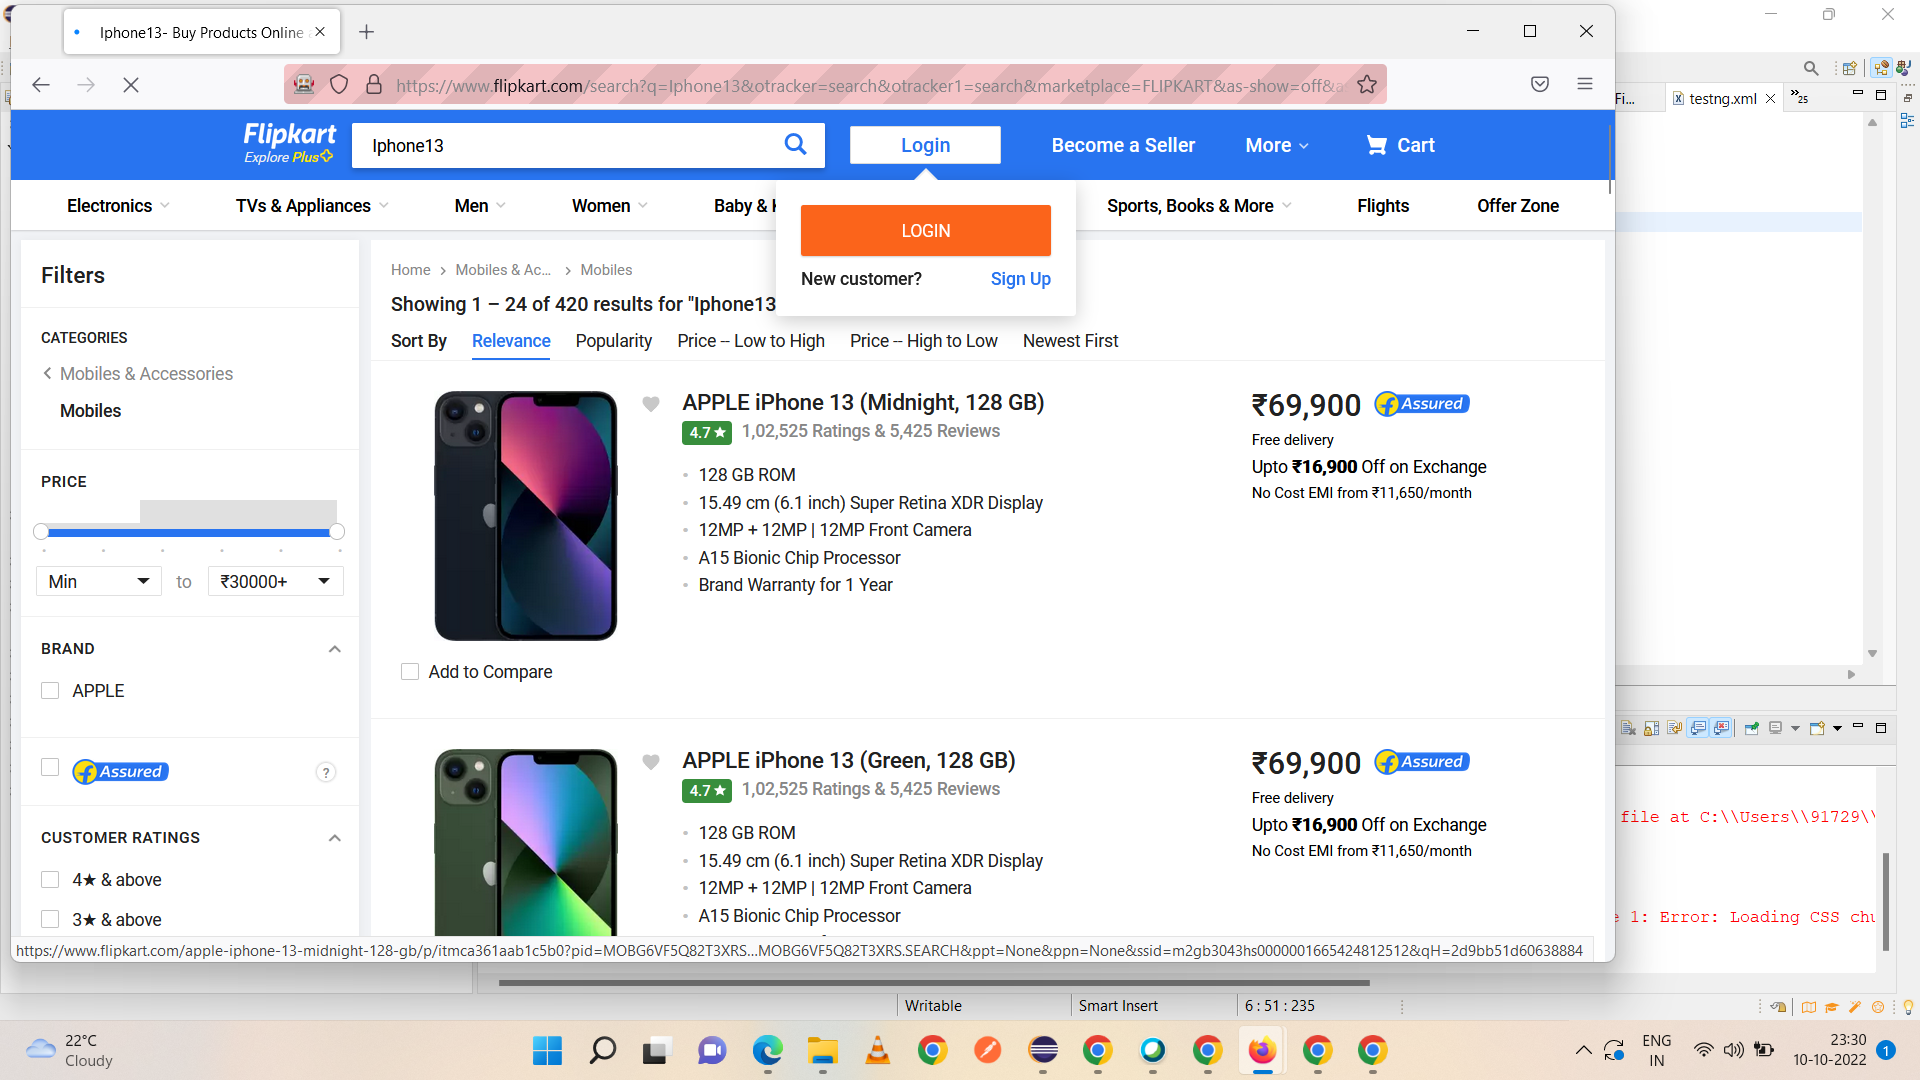 Iphone13- Buy Products Online
https://www.flipkart.com/search?q=Iphone13&otracker=search&otracker1=search&marketplace=FLIPKART&as-show=off&a
Fi...
testng.xml
25
Flipkart
Explore Plus
Iphone13
Login
Become a Seller
More
Cart
Electronics
TVs & Appliances
Men
Women
Baby & K
Sports, Books & More
Flights
Offer Zone
LOGIN
New customer?
Sign Up
Filters
CATEGORIES
Mobiles & Accessories
Mobiles
PRICE
Min
to
₹30000+
BRAND
APPLE
Assured
?
CUSTOMER RATINGS
4★ & above
3★ & above
Home
Mobiles & Ac...
Mobiles
Showing 1 – 24 of 420 results for "Iphone13
Sort By
Relevance
Popularity
Price -- Low to High
Price -- High to Low
Newest First
APPLE iPhone 13 (Midnight, 128 GB)
4.7★ 1,02,525 Ratings & 5,425 Reviews
128 GB ROM
15.49 cm (6.1 inch) Super Retina XDR Display
12MP + 12MP | 12MP Front Camera
A15 Bionic Chip Processor
Brand Warranty for 1 Year
₹69,900
Assured
Free delivery
Upto ₹16,900 Off on Exchange
No Cost EMI from ₹11,650/month
Add to Compare
APPLE iPhone 13 (Green, 128 GB)
4.7★ 1,02,525 Ratings & 5,425 Reviews
128 GB ROM
15.49 cm (6.1 inch) Super Retina XDR Display
12MP + 12MP | 12MP Front Camera
A15 Bionic Chip Processor
₹69,900
Assured
Free delivery
Upto ₹16,900 Off on Exchange
No Cost EMI from ₹11,650/month
file at C:\\Users\\91729\\
1: Error: Loading CSS chu
https://www.flipkart.com/apple-iphone-13-midnight-128-gb/p/itmca361aab1c5b0?pid=MOBG6VF5Q82T3XRS...MOBG6VF5Q82T3XRS.SEARCH&ppt=None&ppn=None&ssid=m2gb3043hs0000001665424812512&qH=2d9bb51d60638884
Writable
Smart Insert
6 : 51 : 235
22°C
Cloudy
ENG
IN
23:30
10-10-2022
1